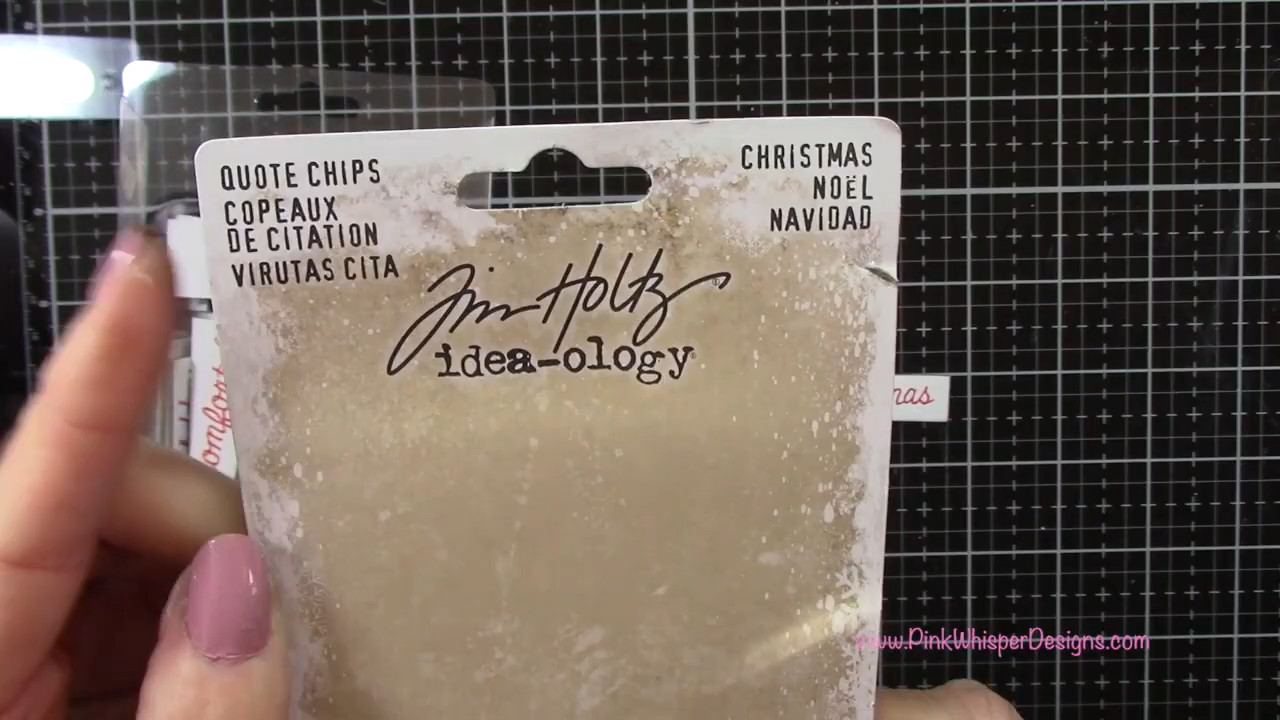 QUOTE CHIPS
COPEAUX
DE CITATION
VIRUTAS CITA
CHRISTMAS
NOËL
NAVIDAD
Tim Holtz®
idea-ology®
www.PinkWhisperDesigns.com